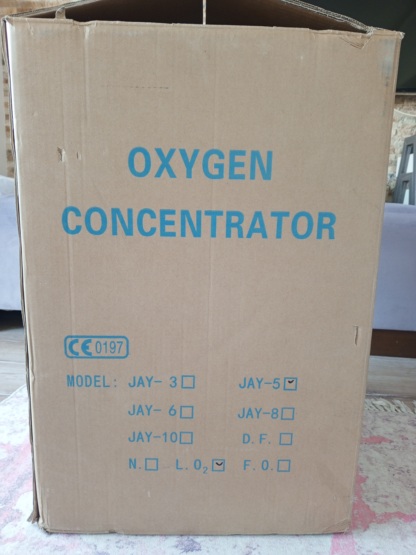 OXYGEN
CONCENTRATOR
CE 0197
MODEL: JAY- 3☐ JAY-5☑
JAY- 6☐ JAY-8☐
JAY-10☐ D.F. ☐
N.☐ L.O₂☑ F.O.☐